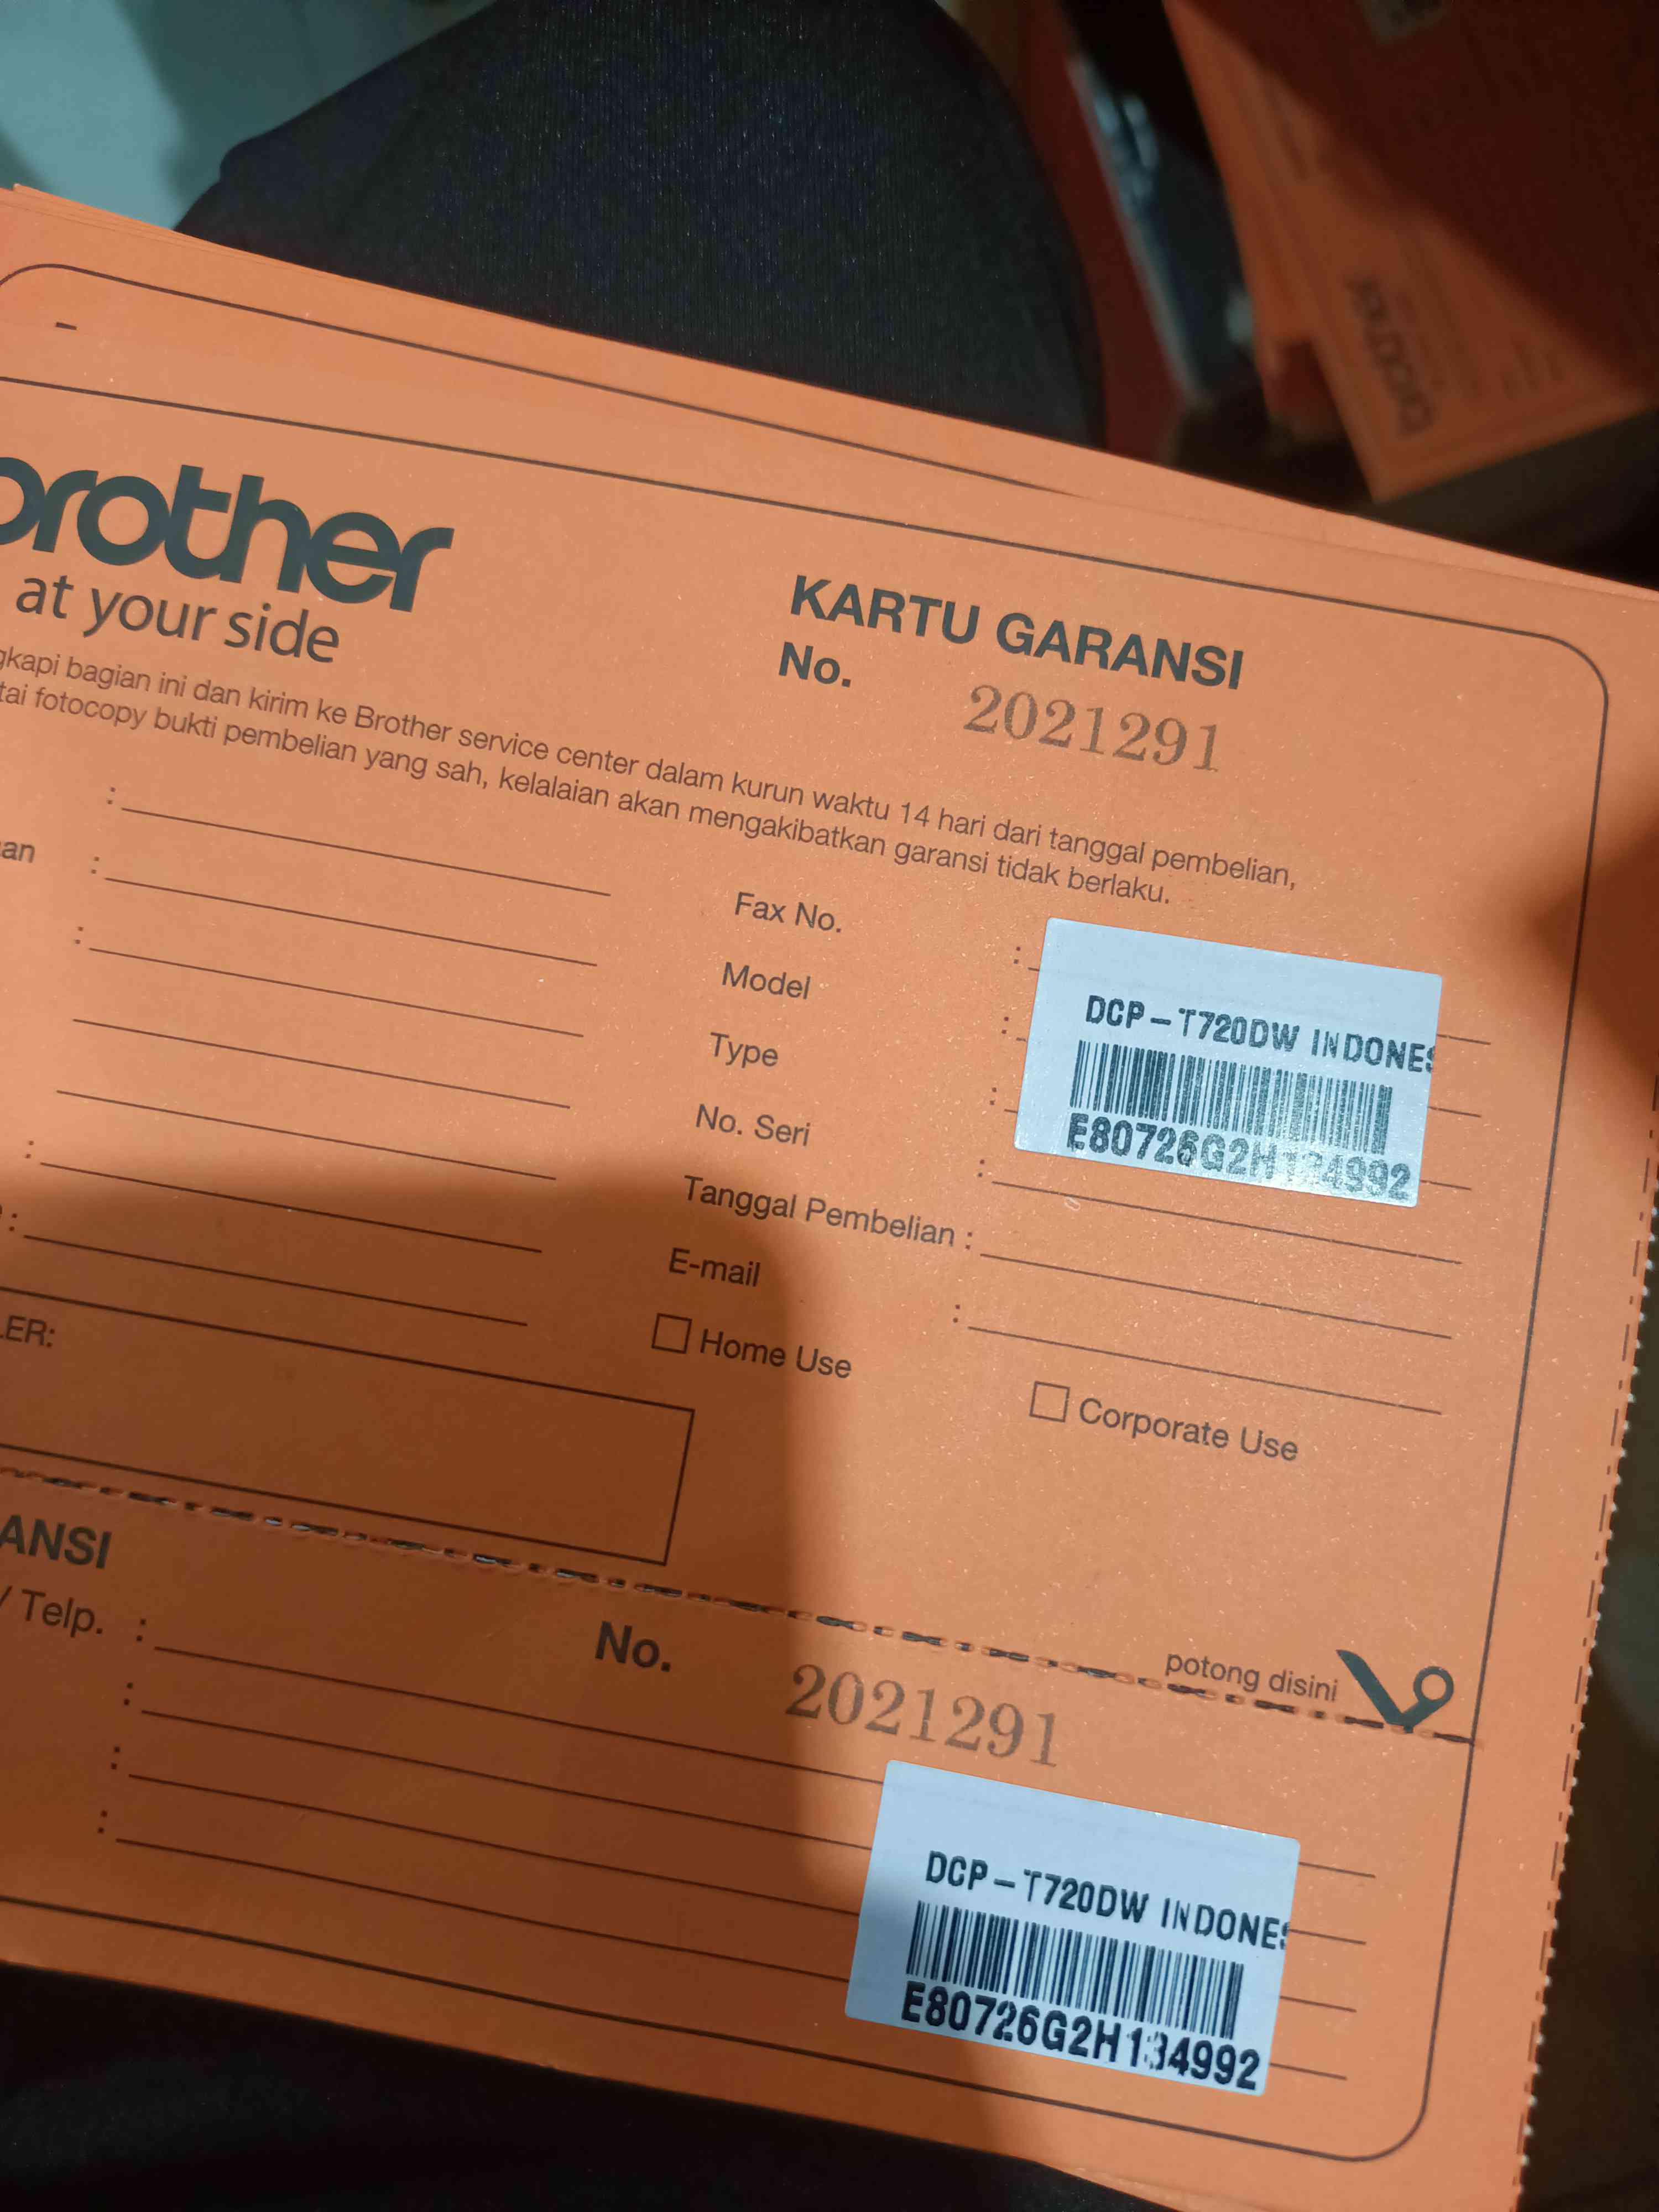 brother
at your side
KARTU GARANSI
No. 2021291
gkapi bagian ini dan kirim ke Brother service center dalam kurun waktu 14 hari dari tanggal pembelian,
tai fotocopy bukti pembelian yang sah, kelalaian akan mengakibatkan garansi tidak berlaku.
:
an :
:
:
:
LER:
Fax No. :
Model :
Type :
No. Seri :
Tanggal Pembelian :
E-mail :
DCP-T720DW INDONES
E80726G2H134992
Home Use
Corporate Use
potong disini
ANSI
No. 2021291
/ Telp. :
:
:
:
DCP-T720DW INDONES
E80726G2H134992
brother